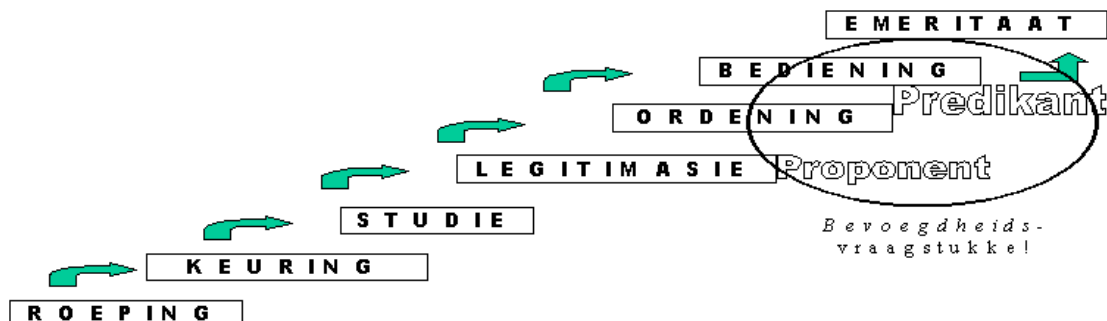 EMERITAAT
BEDIENING
Predikant
ORDENING
LEGITIMASIE Proponent
STUDIE
Bevoegdheids-
vraagstukke!
KEURING
ROEPING